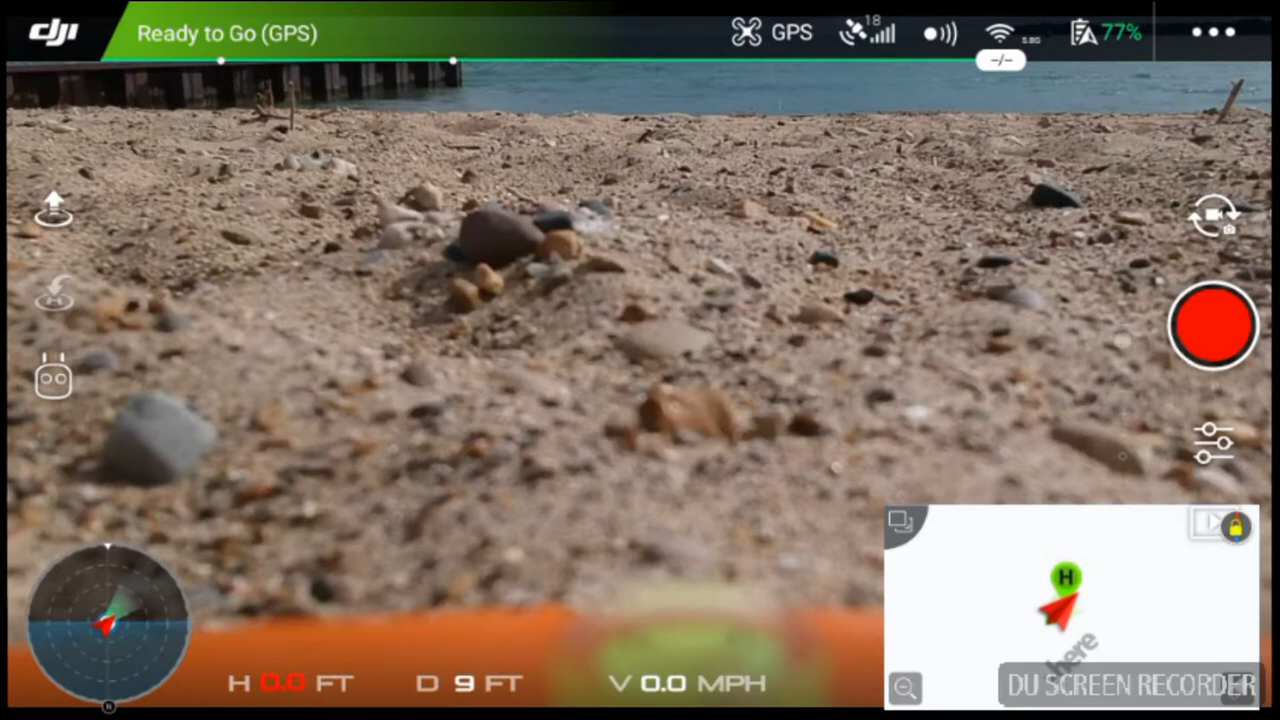 dji Ready to Go (GPS) GPS 18 5.8G 77%
-/-
H
here
H 0.0 FT D 9 FT V 0.0 MPH
DU SCREEN RECORDER
N